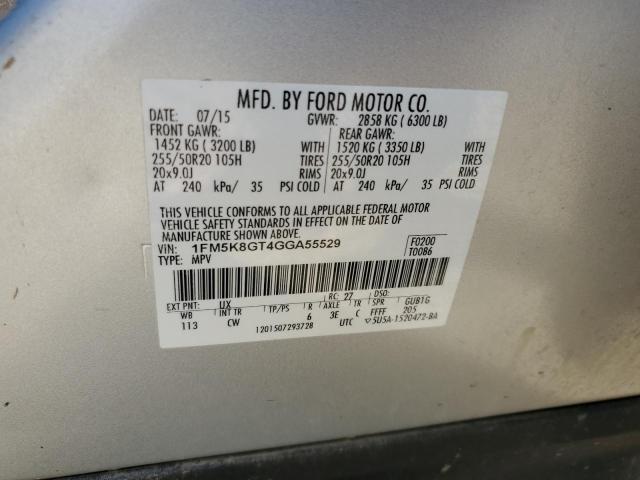 MFD. BY FORD MOTOR CO.
DATE: 07/15 GVWR: 2858 KG ( 6300 LB)
FRONT GAWR: REAR GAWR:
1452 KG ( 3200 LB) WITH 1520 KG ( 3350 LB) WITH
255/50R20 105H TIRES 255/50R20 105H TIRES
20x9.0J RIMS 20x9.0J RIMS
AT 240 kPa/ 35 PSI COLD AT 240 kPa/ 35 PSI COLD
THIS VEHICLE CONFORMS TO ALL APPLICABLE FEDERAL MOTOR
VEHICLE SAFETY STANDARDS IN EFFECT ON THE DATE OF
MANUFACTURE SHOWN ABOVE.
VIN: 1FM5K8GT4GGA55529 F0200
TYPE: MPV T0086
EXT PNT: UX RC: 27 DSO:
WB INT TR TP/PS R AXLE TR SPR GUB1G
113 CW 6 3E C FFFF 205
1201507293728 UTC ▽5U5A-1520472-BA